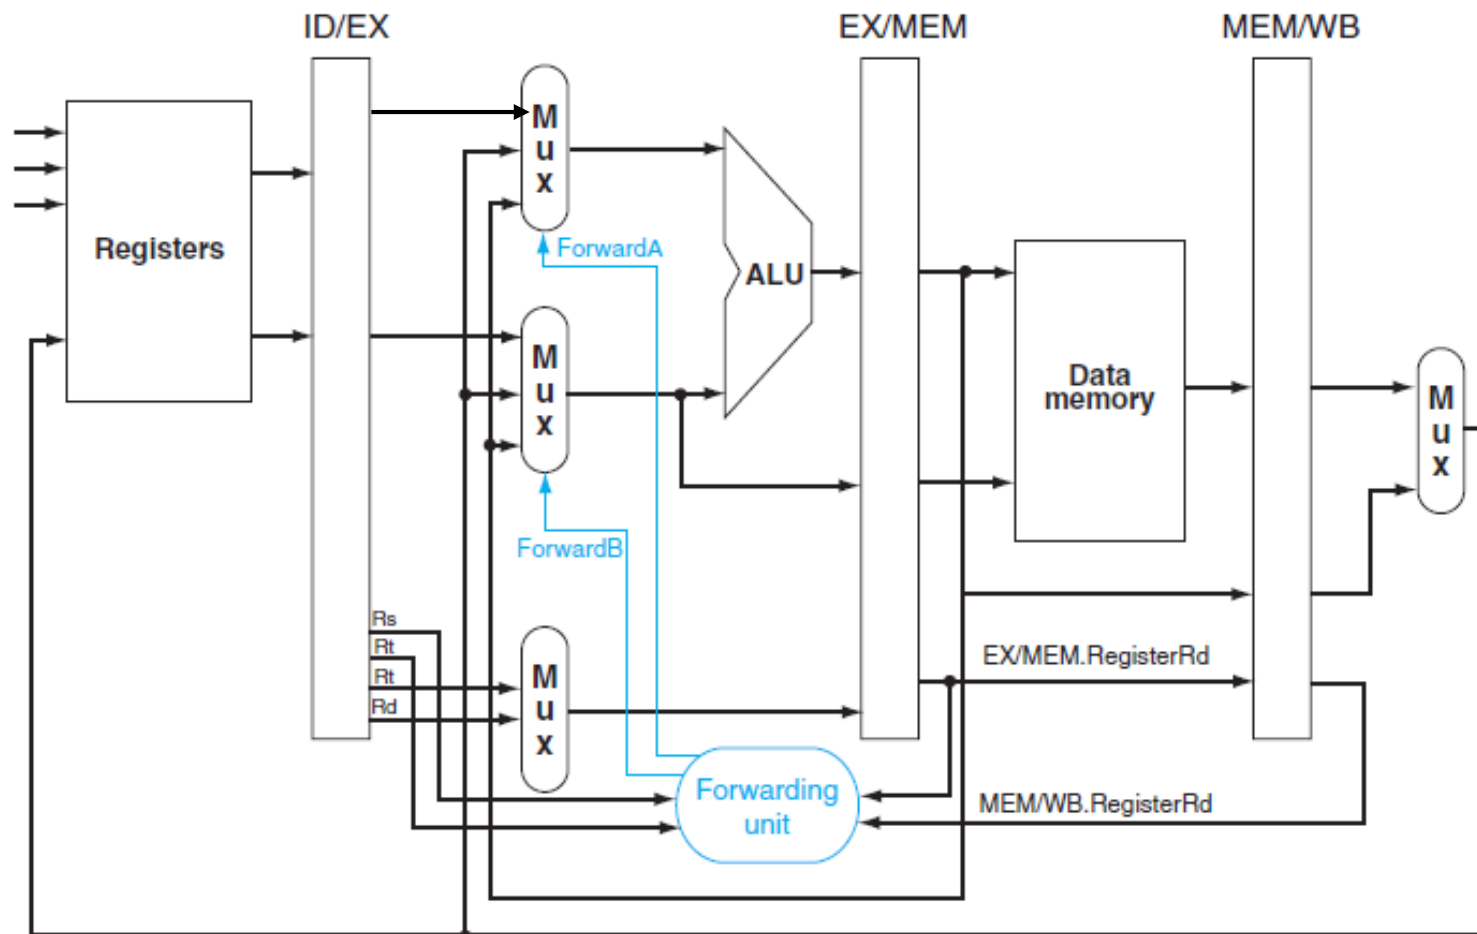 ID/EX
EX/MEM
MEM/WB
M
u
x
Registers
ForwardA
ALU
M
u
x
Data
memory
M
u
x
ForwardB
Rs
Rt
Rt
Rd
M
u
x
EX/MEM.RegisterRd
Forwarding
unit
MEM/WB.RegisterRd